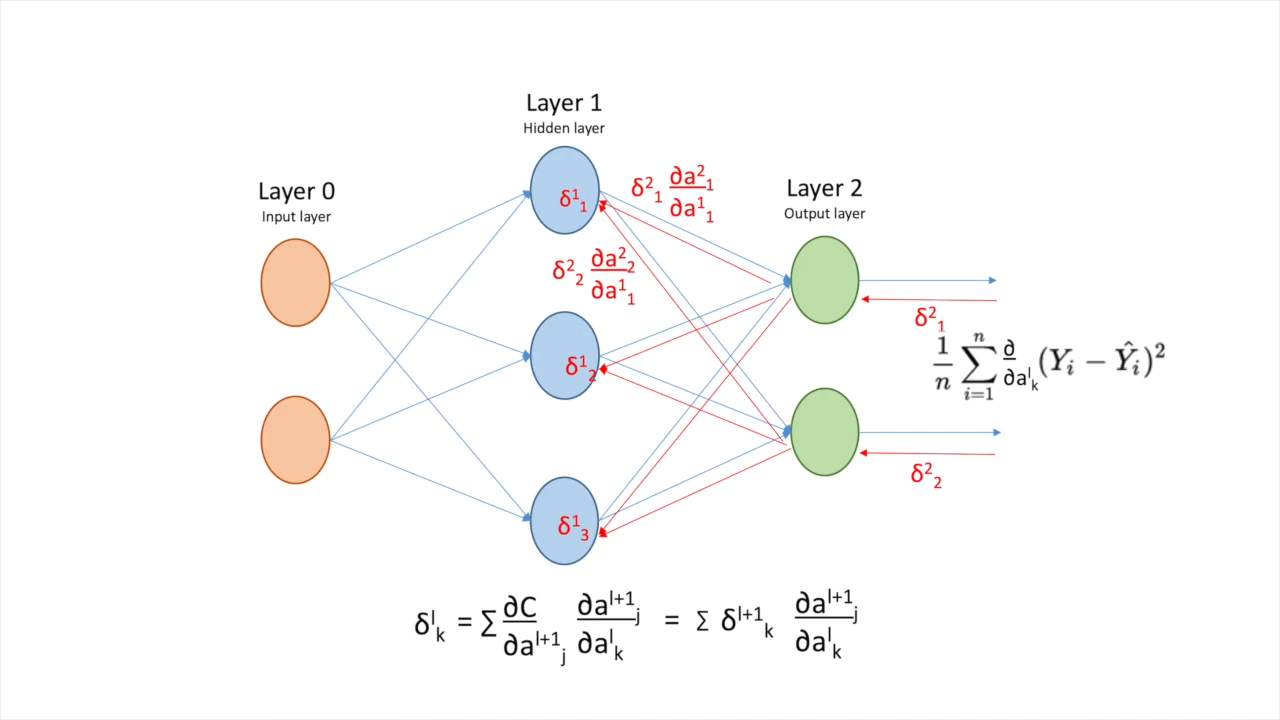 Layer 1
Hidden layer
Layer 0
Input layer
Layer 2
Output layer
δ¹₁
δ²₁ ∂a²₁/∂a¹₁
δ²₂ ∂a²₂/∂a¹₁
δ¹₂
δ¹₃
δ²₁
1/n ∑ⁿᵢ₌₁ ∂/∂aˡₖ (Yᵢ − Ŷᵢ)²
δ²₂
δˡₖ = ∑ ∂C/∂aˡ⁺¹ⱼ ∂aˡ⁺¹ⱼ/∂aˡₖ = ∑ δˡ⁺¹ₖ ∂aˡ⁺¹ⱼ/∂aˡₖ